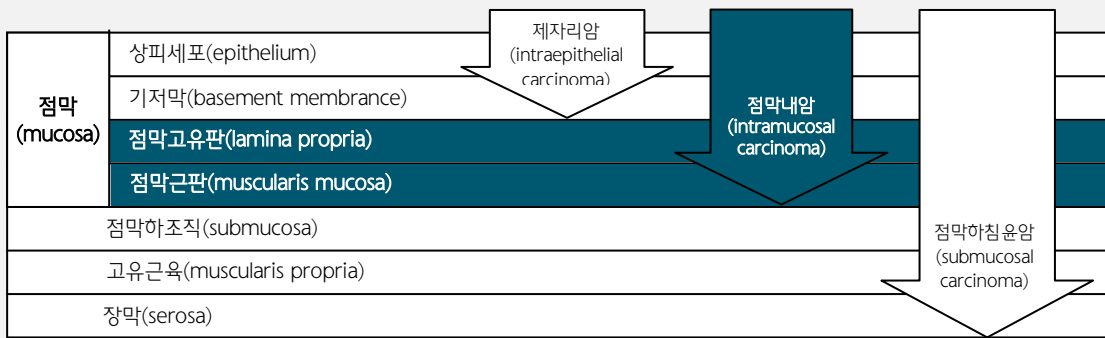 제자리암
(intraepithelial
carcinoma)
상피세포(epithelium)
기저막(basement membrance)
점막
(mucosa)
점막고유판(lamina propria)
점막근판(muscularis mucosa)
점막내암
(intramucosal
carcinoma)
점막하조직(submucosa)
고유근육(muscularis propria)
장막(serosa)
점막하침윤암
(submucosal
carcinoma)